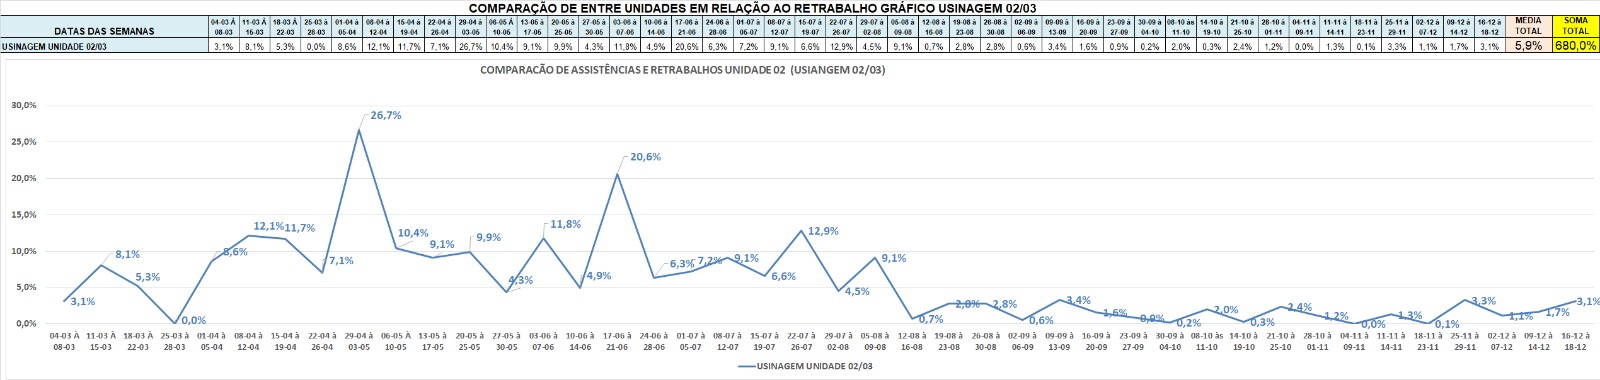 COMPARAÇÃO DE ENTRE UNIDADES EM RELAÇÃO AO RETRABALHO GRÁFICO USINAGEM 02/03
DATAS DAS SEMANAS 04-03 À 08-03 11-03 À 16-03 18-03 À 22-03 25-03 à 28-03 01-04 à 05-04 08-04 à 12-04 15-04 à 19-04 22-04 à 26-04 29-04 à 03-05 06-05 À 10-05 13-05 à 17-05 20-05 à 25-05 27-05 à 30-05 03-06 à 07-06 10-06 à 14-06 17-06 à 21-06 24-06 à 28-06 01-07 à 05-07 08-07 à 12-07 15-07 à 19-07 22-07 à 26-07 29-07 à 02-08 05-08 à 09-08 12-08 à 16-08 19-08 à 23-08 26-08 à 30-08 02-09 à 06-09 09-09 à 13-09 16-09 à 20-09 23-09 à 27-09 30-09 à 04-10 08-10 às 11-10 14-10 à 19-10 21-10 à 25-10 28-10 à 01-11 04-11 à 09-11 11-11 à 14-11 18-11 à 23-11 25-11 à 29-11 02-12 à 07-12 09-12 à 14-12 16-12 à 18-12 MÉDIA TOTAL SOMA TOTAL
USINAGEM UNIDADE 02/03 3,1% 8,1% 5,3% 0,0% 8,6% 12,1% 11,7% 7,1% 26,7% 10,4% 9,1% 9,9% 4,3% 11,8% 4,9% 20,6% 6,3% 7,2% 9,1% 6,6% 12,9% 4,5% 9,1% 0,7% 2,8% 2,8% 0,6% 3,4% 1,6% 0,9% 0,2% 2,0% 0,3% 2,4% 1,2% 0,0% 1,3% 0,1% 3,3% 1,1% 1,7% 3,1% 5,9% 680,0%
COMPARACÃO DE ASSISTÊNCIAS E RETRABALHOS UNIDADE 02 (USIANGEM 02/03)
30,0%
25,0%
20,0%
15,0%
10,0%
5,0%
0,0%
3,1% 8,1% 5,3% 0,0% 8,6% 12,1% 11,7% 7,1% 26,7% 10,4% 9,1% 9,9% 4,3% 11,8% 4,9% 20,6% 6,3% 7,2% 9,1% 6,6% 12,9% 4,5% 9,1% 0,7% 2,8% 2,8% 0,6% 3,4% 1,6% 0,9% 0,2% 2,0% 0,3% 2,4% 1,2% 0,0% 1,3% 0,1% 3,3% 1,1% 1,7% 3,1%
04-03 À 11-03 À 18-03 À 25-03 à 01-04 à 08-04 à 15-04 à 22-04 à 29-04 à 06-05 À 13-05 à 20-05 à 27-05 à 03-06 à 10-06 à 17-06 à 24-06 à 01-07 à 08-07 à 15-07 à 22-07 à 29-07 à 05-08 à 12-08 à 19-08 à 26-08 à 02-09 à 09-09 à 16-09 à 23-09 à 30-09 à 08-10 às 14-10 à 21-10 à 28-10 à 04-11 à 11-11 à 18-11 à 25-11 à 02-12 à 09-12 à 16-12 à
08-03 15-03 22-03 28-03 05-04 12-04 19-04 26-04 03-05 10-05 17-05 25-05 30-05 07-06 14-06 21-06 28-06 05-07 12-07 19-07 26-07 02-08 09-08 16-08 23-08 30-08 06-09 13-09 20-09 27-09 04-10 11-10 19-10 25-10 01-11 09-11 14-11 23-11 29-11 07-12 14-12 18-12
USINAGEM UNIDADE 02/03